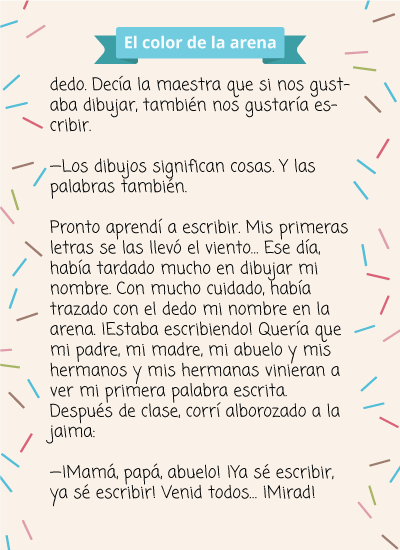 El color de la arena
dedo. Decía la maestra que si nos gust-
aba dibujar, también nos gustaría es-
cribir.
—Los dibujos significan cosas. Y las
palabras también.
Pronto aprendí a escribir. Mis primeras
letras se las llevó el viento... Ese día,
había tardado mucho en dibujar mi
nombre. Con mucho cuidado, había
trazado con el dedo mi nombre en la
arena. ¡Estaba escribiendo! Quería que
mi padre, mi madre, mi abuelo y mis
hermanos y mis hermanas vinieran a
ver mi primera palabra escrita.
Después de clase, corrí alborozado a la
jaima:
—¡Mamá, papá, abuelo! ¡Ya sé escribir,
ya sé escribir! Venid todos... ¡Mirad!